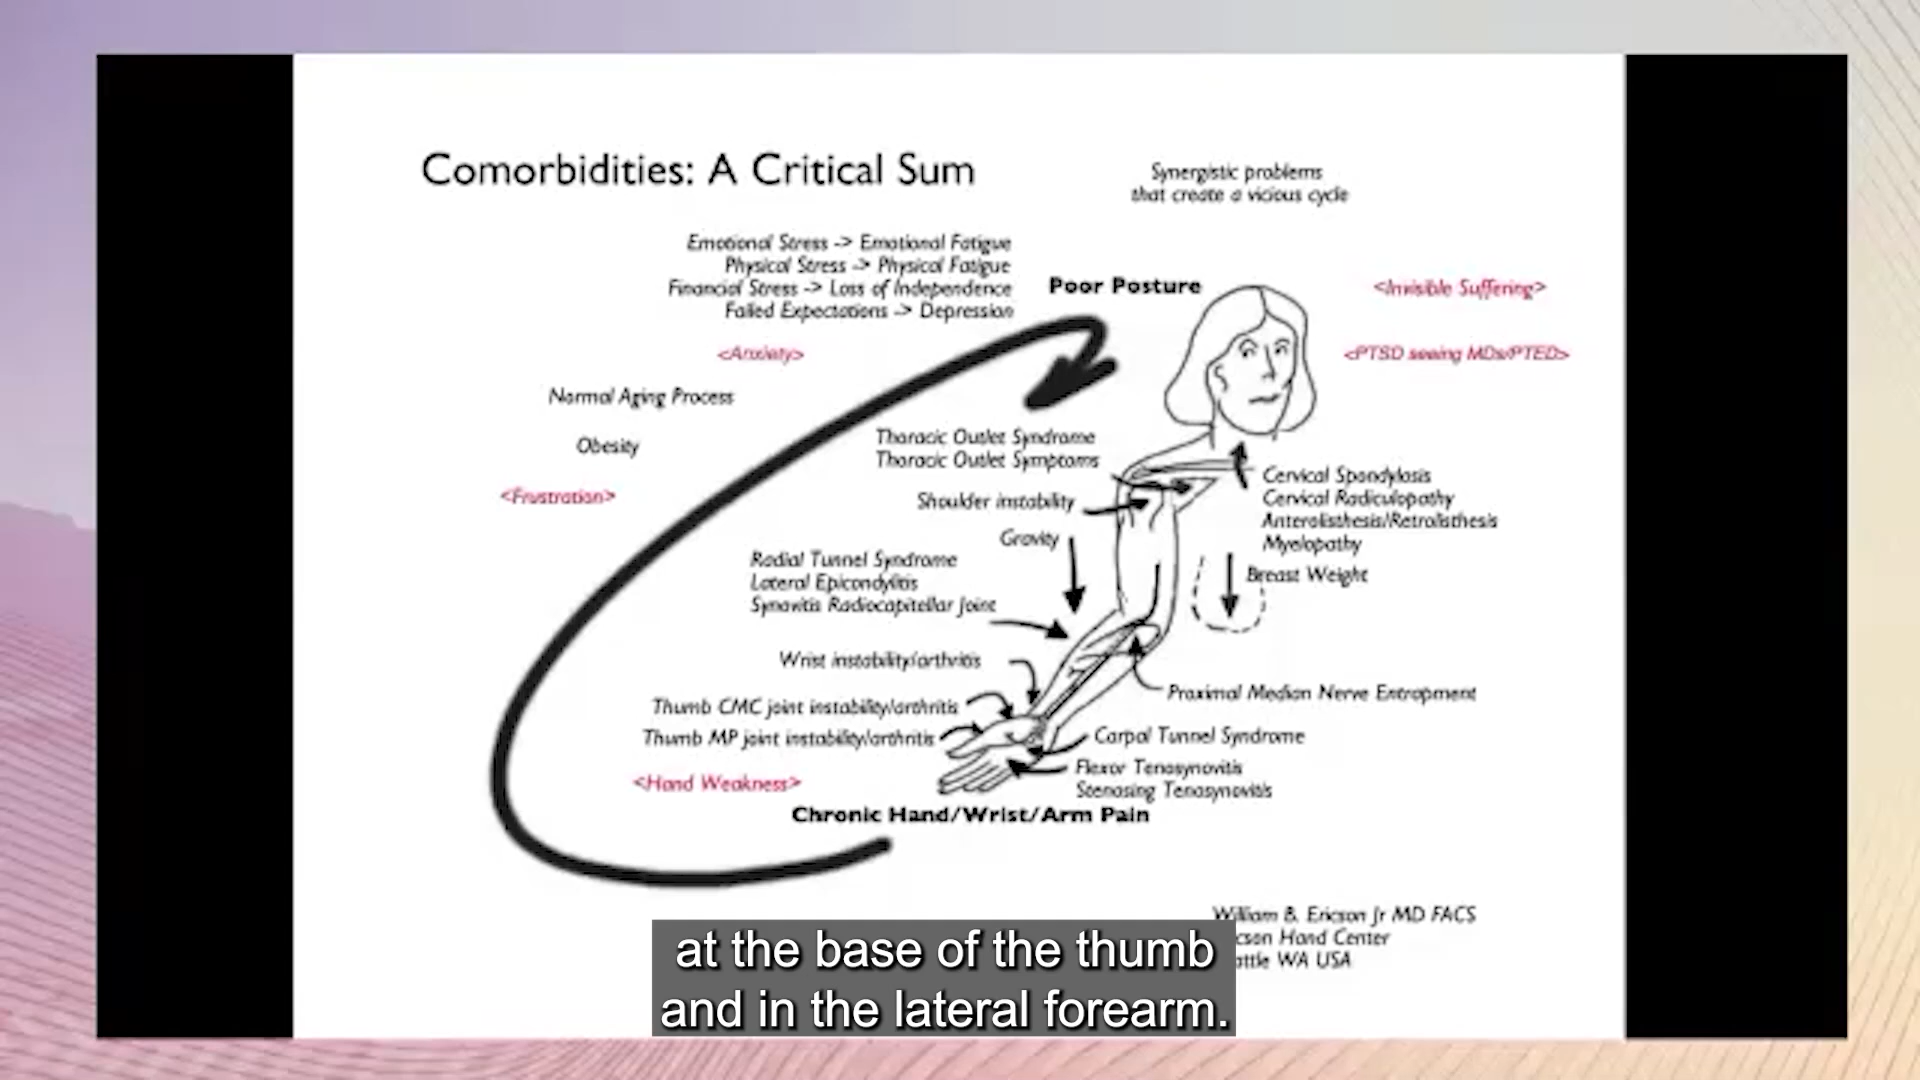 Comorbidities: A Critical Sum
Synergistic problems
that create a vicious cycle
Emotional Stress -> Emotional Fatigue
Physical Stress -> Physical Fatigue
Financial Stress -> Loss of Independence
Failed Expectations -> Depression
Poor Posture
<Invisible Suffering>
<Anxiety>
<PTSD seeing MDs/PTED>
Normal Aging Process
Obesity
<Frustration>
Thoracic Outlet Syndrome
Thoracic Outlet Symptoms
Shoulder instability
Gravity
Cervical Spondylosis
Cervical Radiculopathy
Anterolisthesis/Retrolisthesis
Myelopathy
Breast Weight
Radial Tunnel Syndrome
Lateral Epicondylitis
Synovitis Radiocapitellar Joint
Wrist instability/arthritis
Proximal Median Nerve Entrapment
Thumb CMC joint instability/arthritis
Thumb MP joint instability/arthritis
Carpal Tunnel Syndrome
Flexor Tenosynovitis
Stenosing Tenosynovitis
<Hand Weakness>
Chronic Hand/Wrist/Arm Pain
William B. Ericson Jr MD FACS
Hand Center
WA USA
at the base of the thumb
and in the lateral forearm.